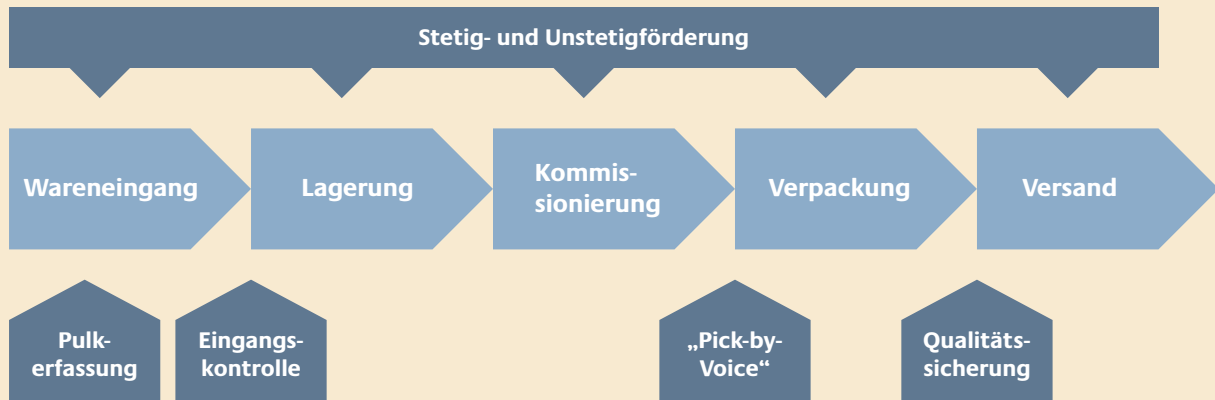 Stetig- und Unstetigförderung
Wareneingang
Lagerung
Kommis-
sionierung
Verpackung
Versand
Pulk-
erfassung
Eingangs-
kontrolle
„Pick-by-
Voice“
Qualitäts-
sicherung